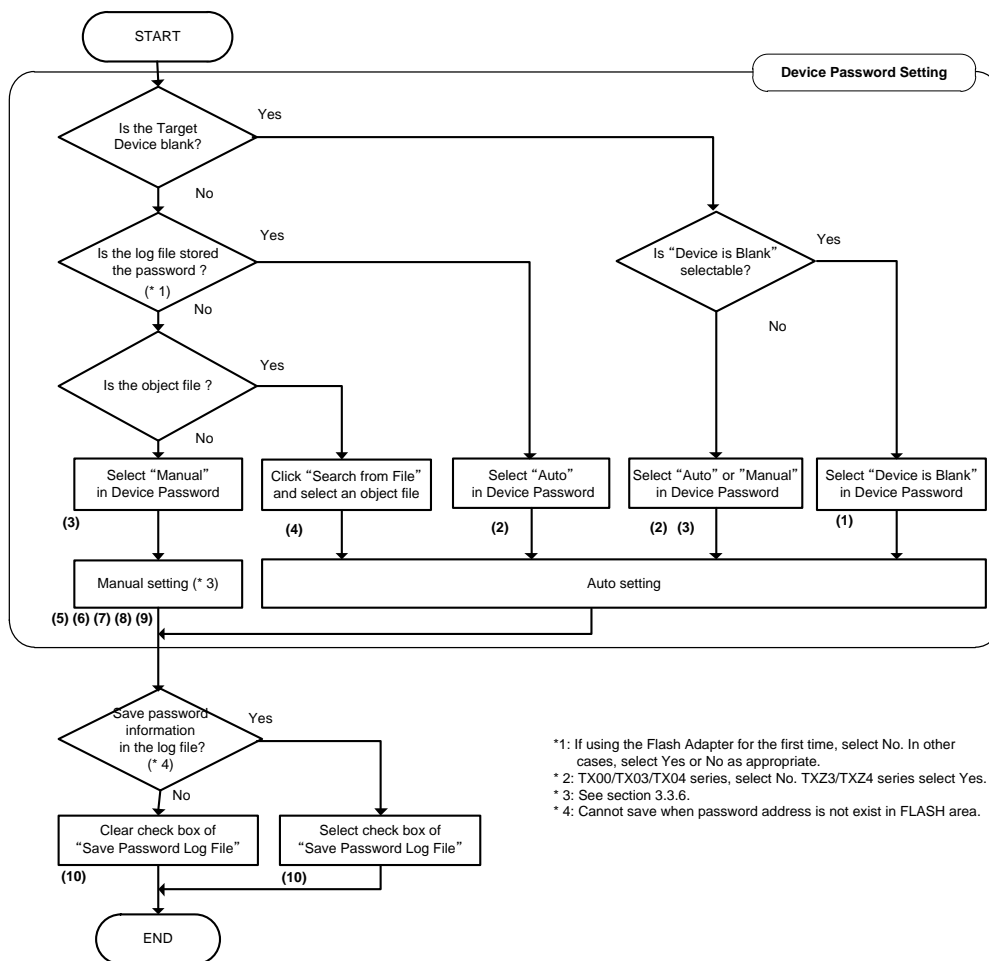 START
Device Password Setting
Is the Target
Device blank?
Yes
No
Is the log file stored
the password ?
(* 1)
Yes
No
Is “Device is Blank”
selectable?
Yes
No
Is the object file ?
Yes
No
Select “Manual”
in Device Password
(3)
Click “Search from File”
and select an object file
(4)
Select “Auto”
in Device Password
(2)
Select “Auto” or “Manual”
in Device Password
(2) (3)
Select “Device is Blank”
in Device Password
(1)
Manual setting (* 3)
(5) (6) (7) (8) (9)
Auto setting
Save password
information
in the log file?
(* 4)
Yes
No
*1: If using the Flash Adapter for the first time, select No. In other
cases, select Yes or No as appropriate.
* 2: TX00/TX03/TX04 series, select No. TXZ3/TXZ4 series select Yes.
* 3: See section 3.3.6.
* 4: Cannot save when password address is not exist in FLASH area.
Clear check box of
“Save Password Log File”
(10)
Select check box of
“Save Password Log File”
(10)
END